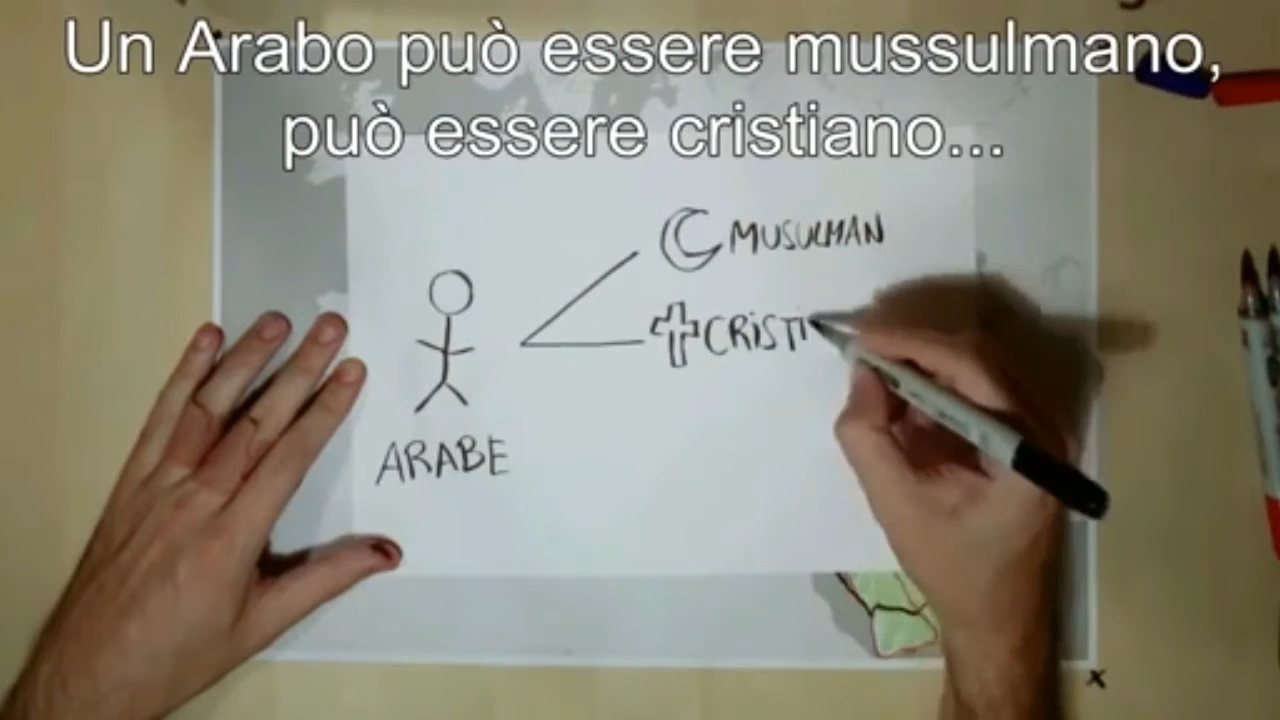 Un Arabo può essere mussulmano,
può essere cristiano...
MUSULMAN
CRISTI
ARABE
x